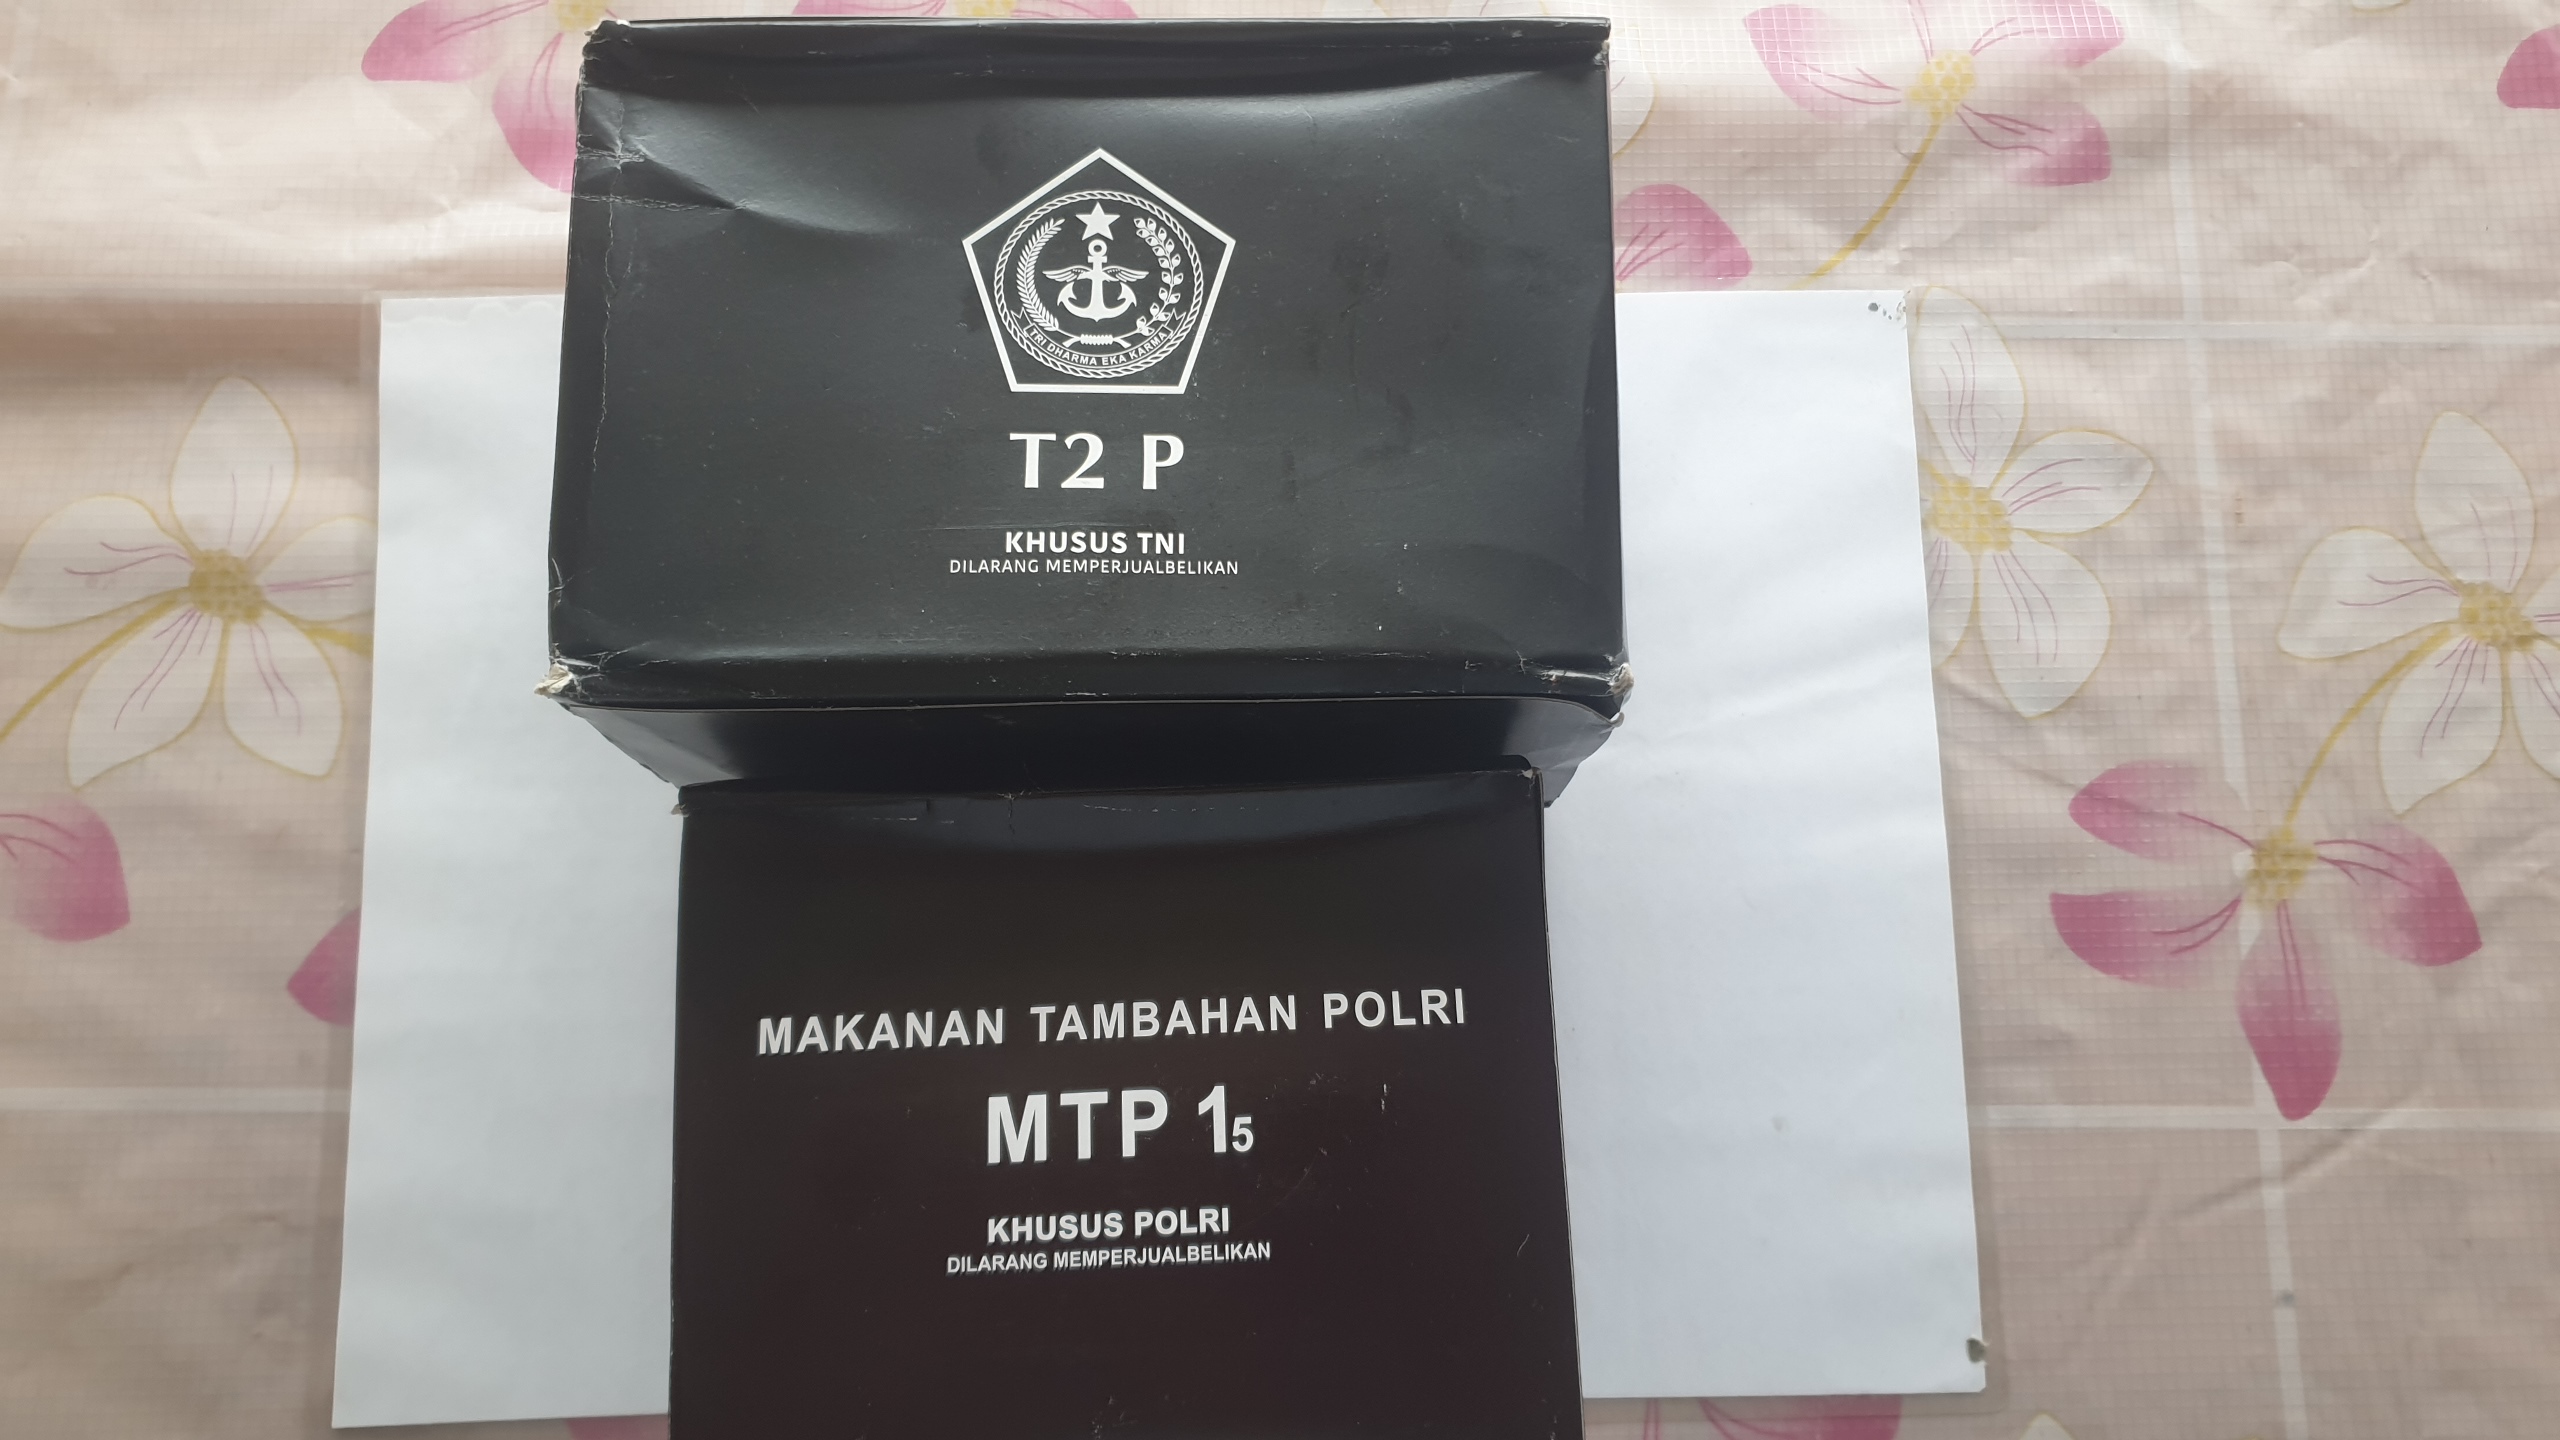 TRI DHARMA EKA KARMA
T2 P
KHUSUS TNI
DILARANG MEMPERJUALBELIKAN
MAKANAN TAMBAHAN POLRI
MTP 15
KHUSUS POLRI
DILARANG MEMPERJUALBELIKAN